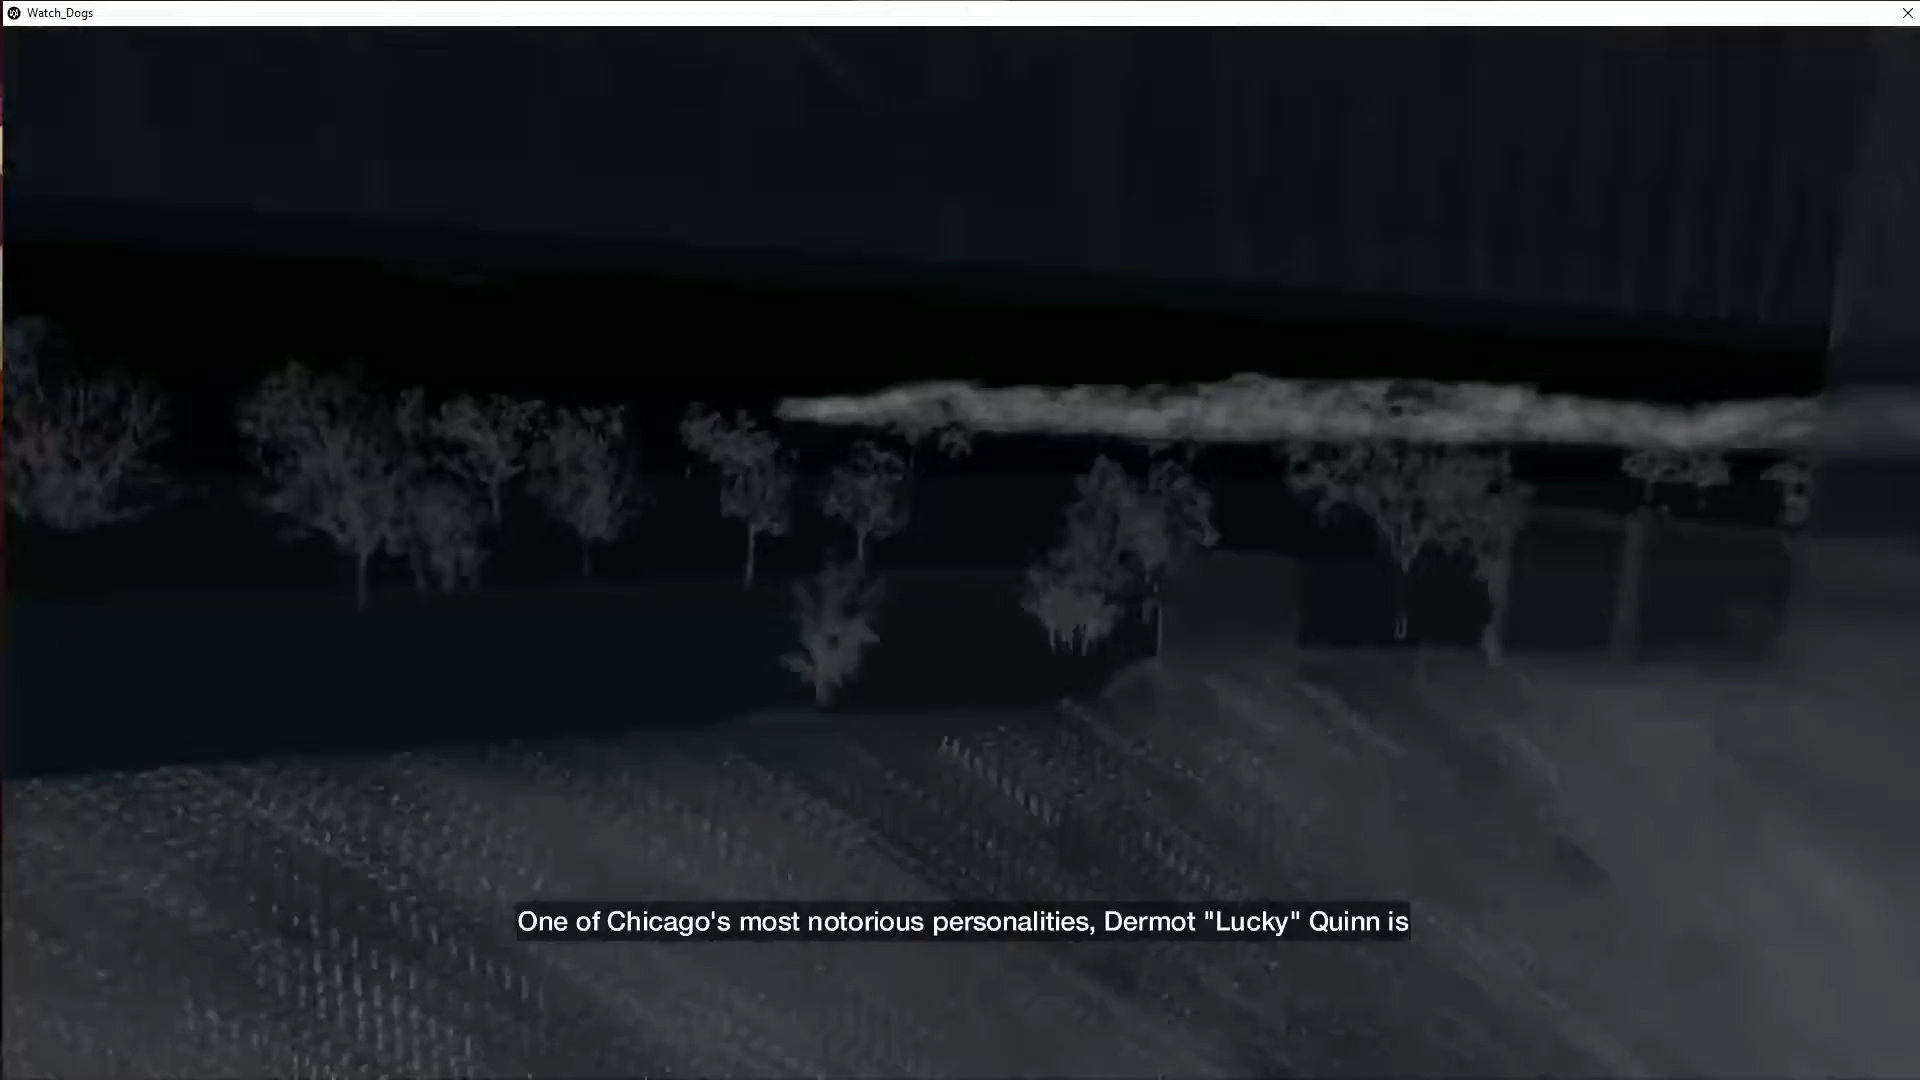 Watch_Dogs
One of Chicago's most notorious personalities, Dermot "Lucky" Quinn is